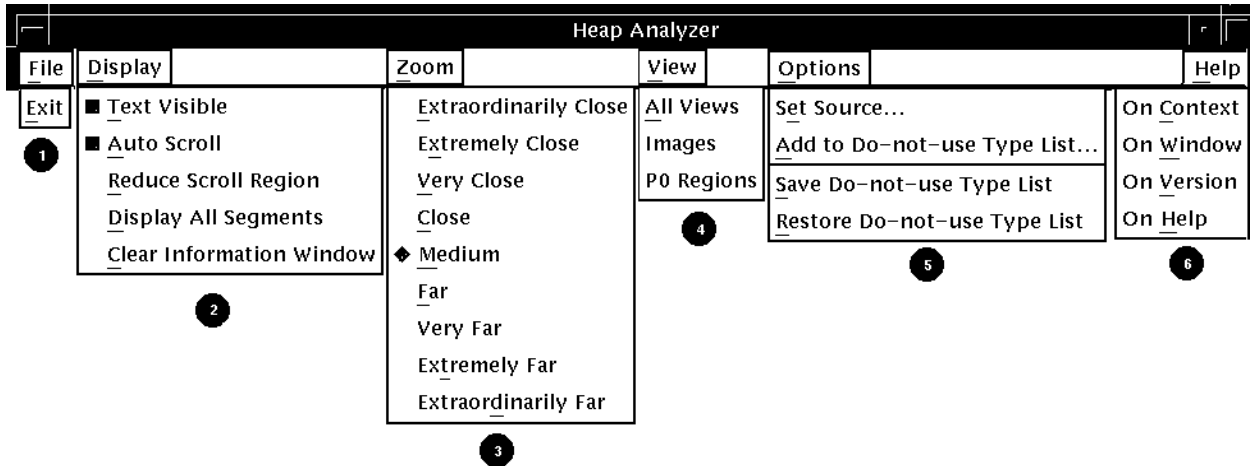 Heap Analyzer
File Display Zoom View Options Help
Exit
1
Text Visible
Auto Scroll
Reduce Scroll Region
Display All Segments
Clear Information Window
2
Extraordinarily Close
Extremely Close
Very Close
Close
Medium
Far
Very Far
Extremely Far
Extraordinarily Far
3
All Views
Images
P0 Regions
4
Set Source...
Add to Do-not-use Type List...
Save Do-not-use Type List
Restore Do-not-use Type List
5
On Context
On Window
On Version
On Help
6